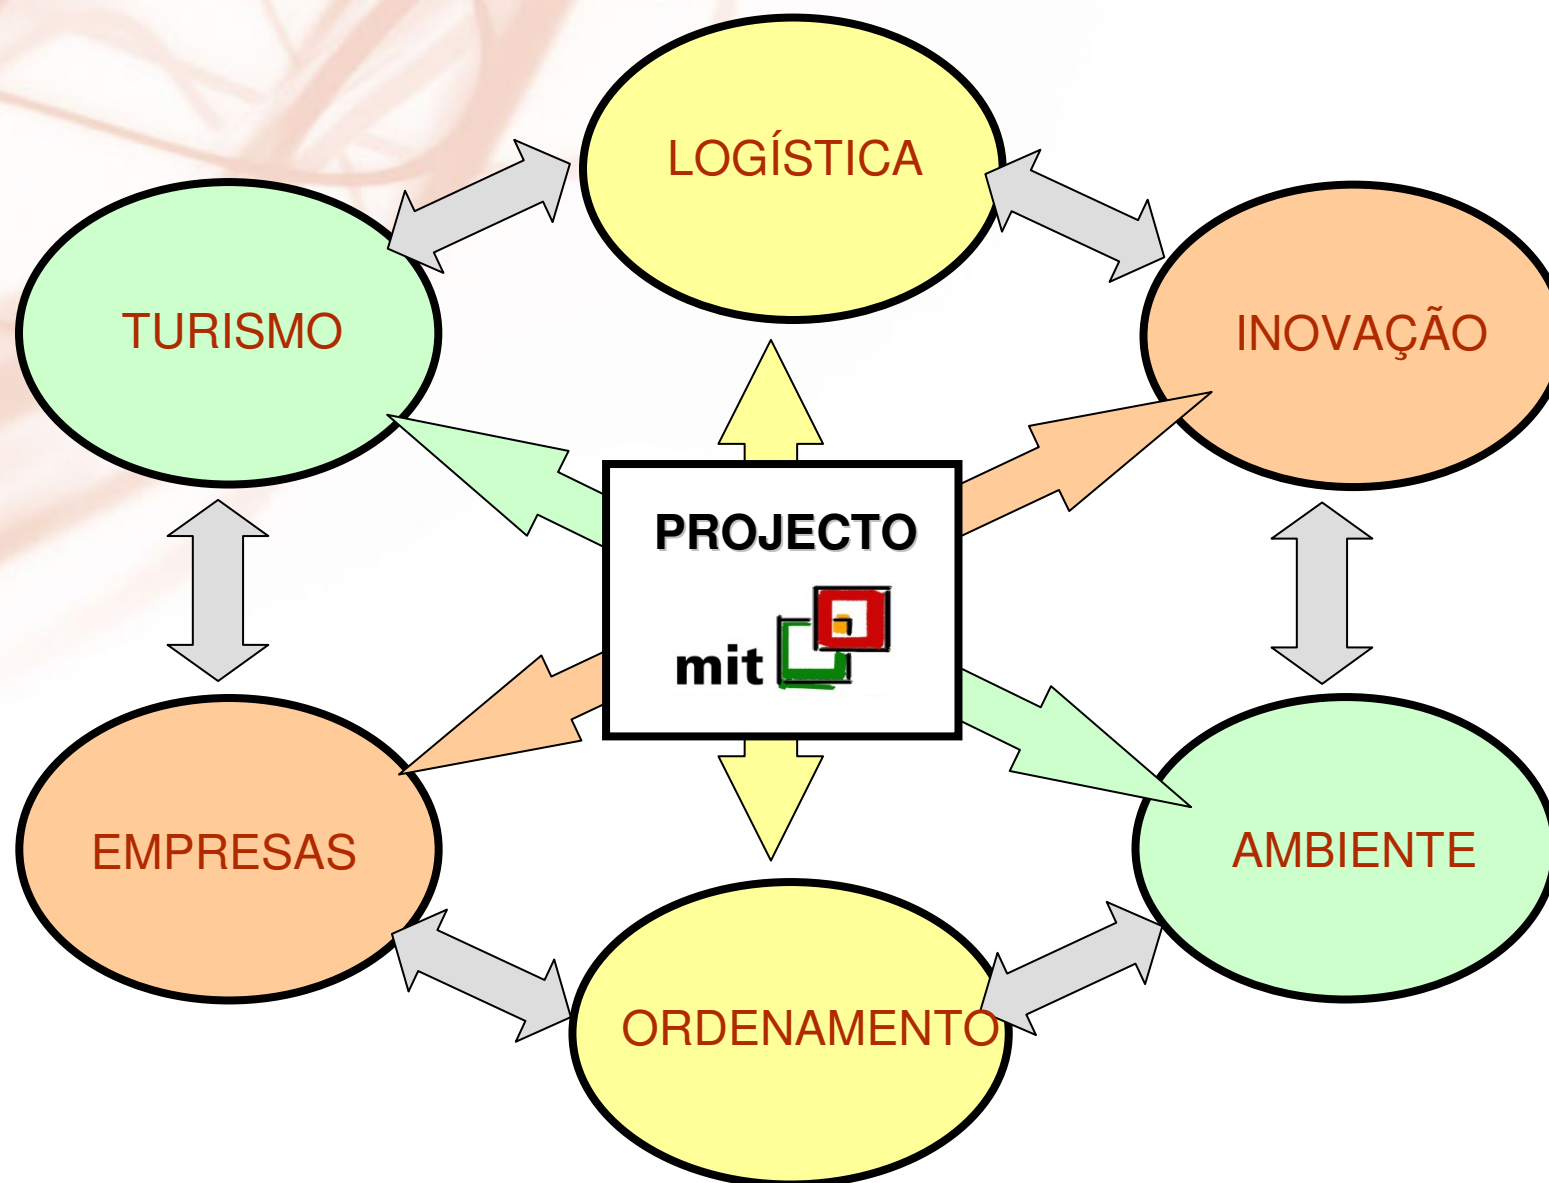 LOGÍSTICA
TURISMO
INOVAÇÃO
PROJECTO
mit
EMPRESAS
AMBIENTE
ORDENAMENTO